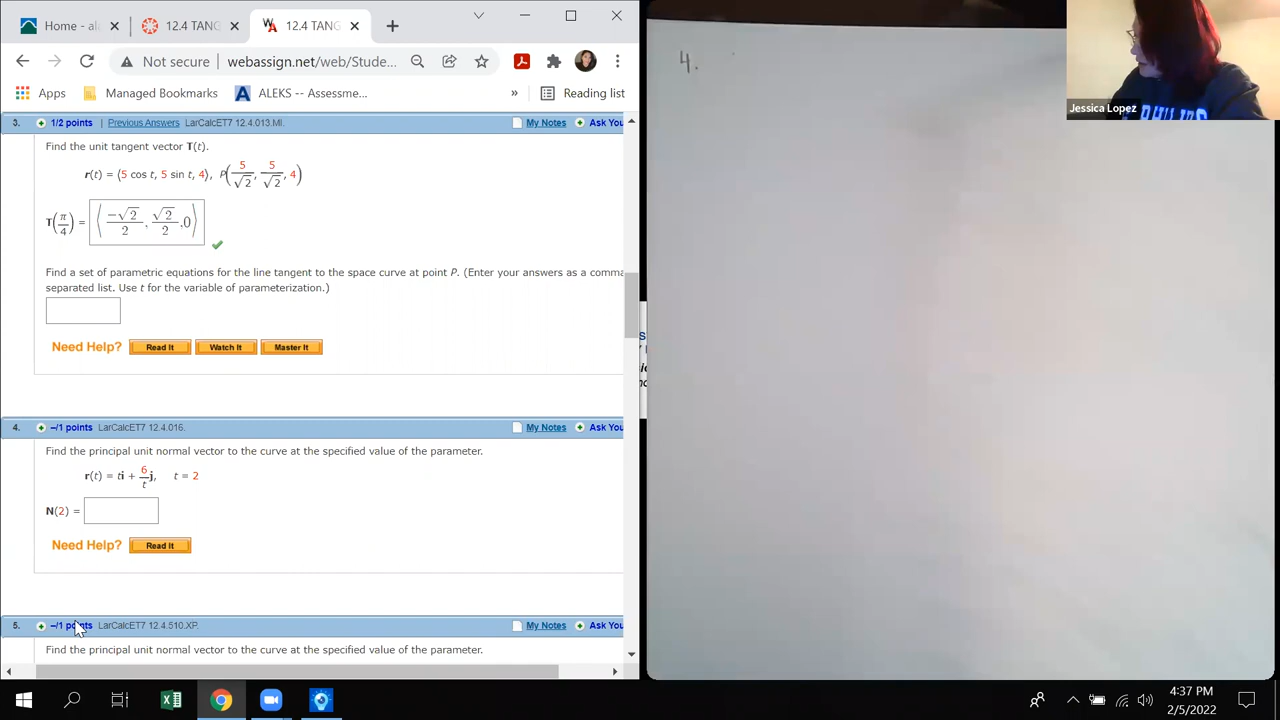 Home - al
12.4 TANG
12.4 TANG
Not secure
webassign.net/web/Stude...
Apps
Managed Bookmarks
ALEKS -- Assessme...
»
Reading list
3.
1/2 points | Previous Answers LarCalcET7 12.4.013.MI.
My Notes
Ask You
Find the unit tangent vector T(t).
r(t) = ⟨5 cos t, 5 sin t, 4⟩, P(5/√2, 5/√2, 4)
T(π/4) = ⟨-√2/2, √2/2, 0⟩
Find a set of parametric equations for the line tangent to the space curve at point P. (Enter your answers as a comma
separated list. Use t for the variable of parameterization.)
Need Help? Read It Watch It Master It
4.
–/1 points LarCalcET7 12.4.016.
My Notes
Ask You
Find the principal unit normal vector to the curve at the specified value of the parameter.
r(t) = ti + 6/t j, t = 2
N(2) =
Need Help? Read It
5.
–/1 points LarCalcET7 12.4.510.XP.
My Notes
Ask You
Find the principal unit normal vector to the curve at the specified value of the parameter.
4.
Jessica Lopez
4:37 PM
2/5/2022